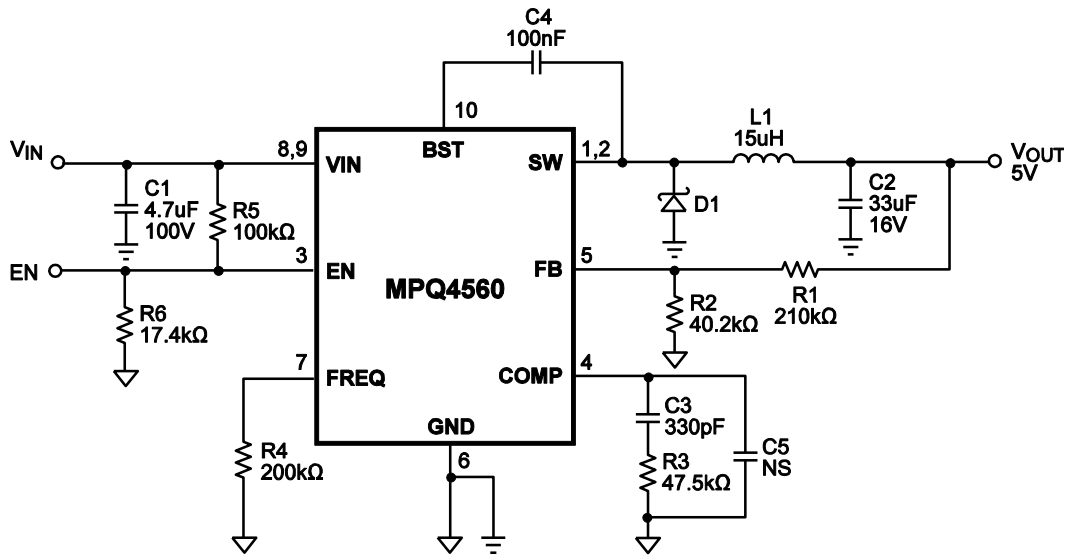 C4
100nF
10
L1
15uH
VIN
8,9
VIN
BST
SW
1,2
VOUT
5V
C1
4.7uF
100V
R5
100kΩ
D1
C2
33uF
16V
EN
3
EN
MPQ4560
FB
5
R1
210kΩ
R6
17.4kΩ
R2
40.2kΩ
7
FREQ
COMP
4
GND
6
R4
200kΩ
C3
330pF
R3
47.5kΩ
C5
NS